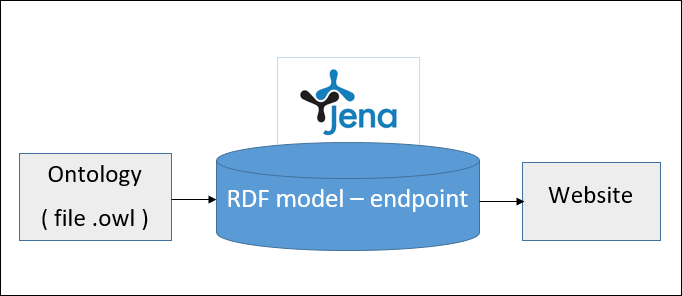 Jena
Ontology
( file .owl )
RDF model – endpoint
Website